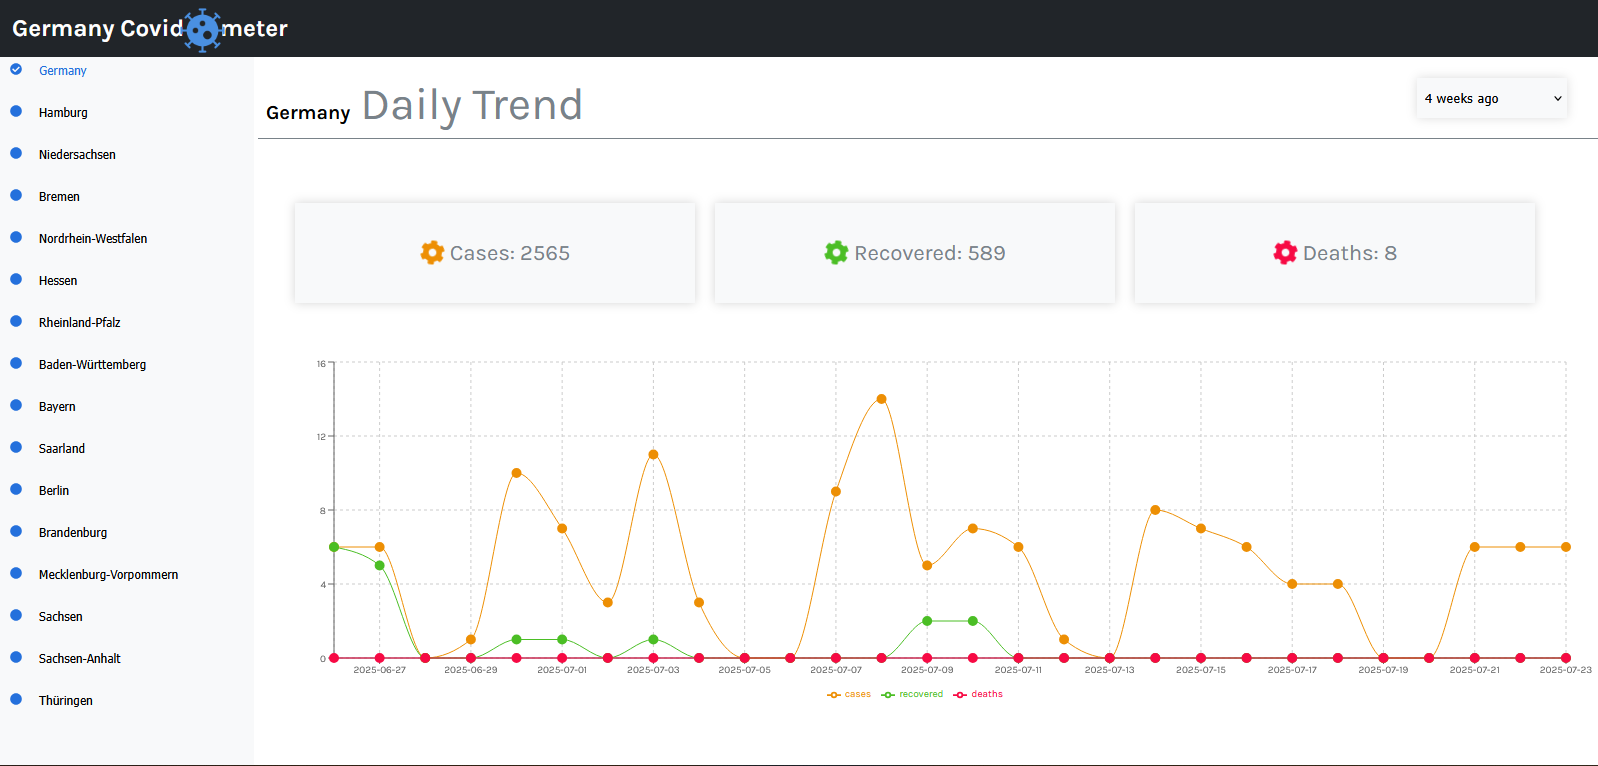 Germany Covid meter
Germany
Hamburg
Niedersachsen
Bremen
Nordrhein-Westfalen
Hessen
Rheinland-Pfalz
Baden-Württemberg
Bayern
Saarland
Berlin
Brandenburg
Mecklenburg-Vorpommern
Sachsen
Sachsen-Anhalt
Thüringen
Germany Daily Trend
4 weeks ago
Cases: 2565
Recovered: 589
Deaths: 8
16
12
8
4
0
2025-06-27 2025-06-29 2025-07-01 2025-07-03 2025-07-05 2025-07-07 2025-07-09 2025-07-11 2025-07-13 2025-07-15 2025-07-17 2025-07-19 2025-07-21 2025-07-23
cases recovered deaths